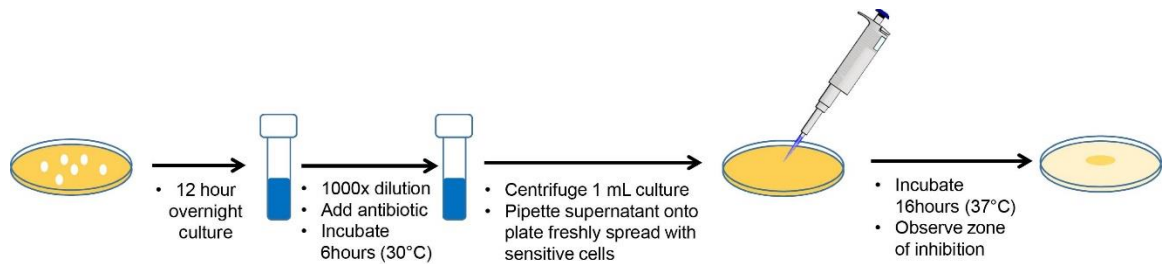 • 12 hour
overnight
culture
• 1000x dilution
• Add antibiotic
• Incubate
6hours (30°C)
• Centrifuge 1 mL culture
• Pipette supernatant onto
plate freshly spread with
sensitive cells
• Incubate
16hours (37°C)
• Observe zone
of inhibition